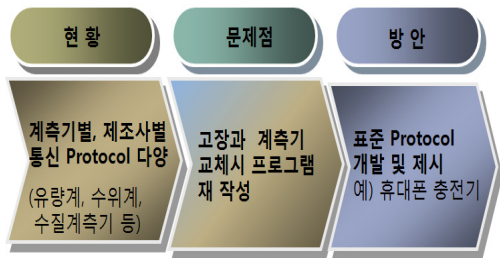 현 황
문제점
방 안
계측기별, 제조사별
통신 Protocol 다양
(유량계, 수위계,
수질계측기 등)
고장과 계측기
교체시 프로그램
재 작성
표준 Protocol
개발 및 제시
예) 휴대폰 충전기